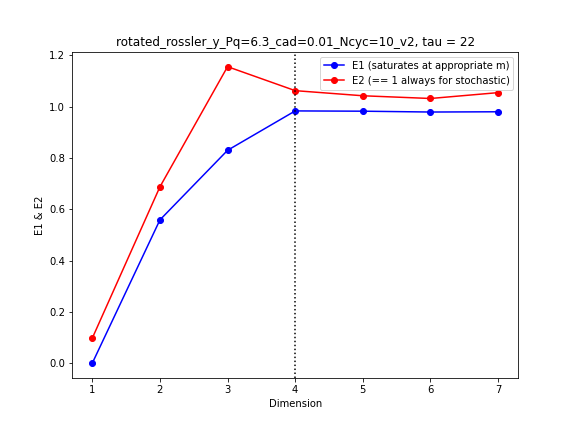 rotated_rossler_y_Pq=6.3_cad=0.01_Ncyc=10_v2, tau = 22
E1 (saturates at appropriate m)
E2 (== 1 always for stochastic)
E1 & E2
1.2
1.0
0.8
0.6
0.4
0.2
0.0
1 2 3 4 5 6 7
Dimension